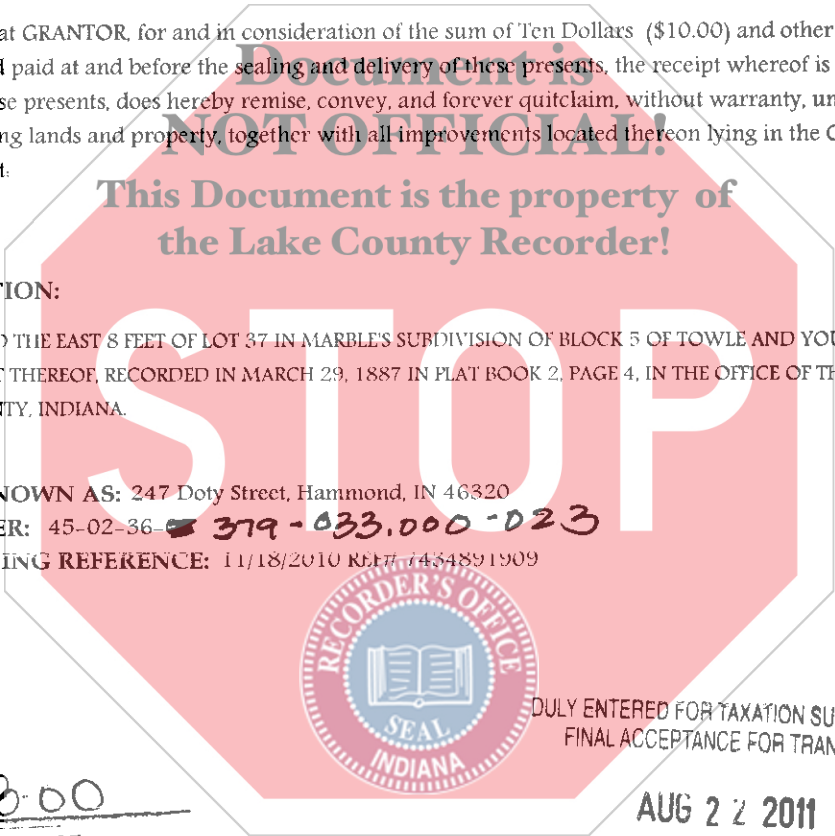 at GRANTOR, for and in consideration of the sum of Ten Dollars ($10.00) and other
paid at and before the sealing and delivery of these presents, the receipt whereof is
se presents, does hereby remise, convey, and forever quitclaim, without warranty, un
ng lands and property, together with all improvements located thereon lying in the C
t:
Document is
NOT OFFICIAL!
This Document is the property of
the Lake County Recorder!
STOP
TION:
THE EAST 8 FEET OF LOT 37 IN MARBLE'S SUBDIVISION OF BLOCK 5 OF TOWLE AND YOU
T THEREOF, RECORDED IN MARCH 29, 1887 IN PLAT BOOK 2, PAGE 4, IN THE OFFICE OF TH
TY, INDIANA.
NOWN AS: 247 Doty Street, Hammond, IN 46320
ER: 45-02-36- 379-033.000-023
ING REFERENCE: 11/18/2010 REF# 7434891909
RECORDER'S OFFICE
SEAL
INDIANA
DULY ENTERED FOR TAXATION SU
FINAL ACCEPTANCE FOR TRAN
AUG 22 2011